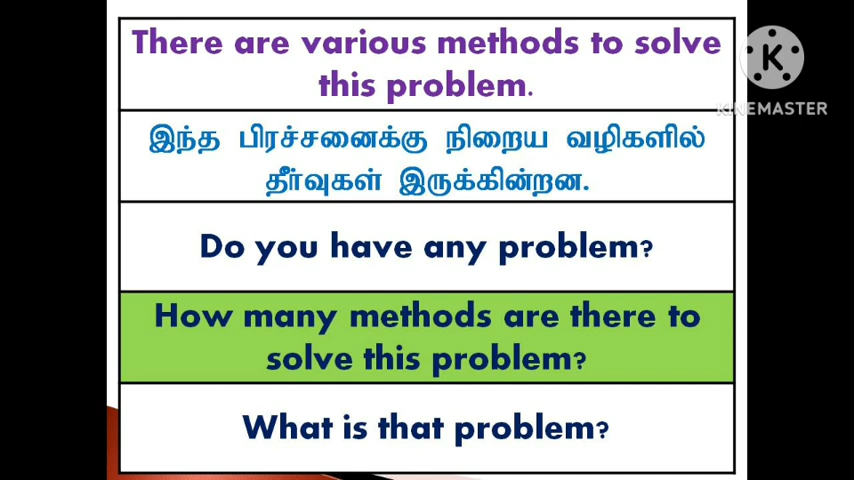 There are various methods to solve
this problem.
KINEMASTER
இந்த பிரச்சனைக்கு நிறைய வழிகளில்
தீர்வுகள் இருக்கின்றன.
Do you have any problem?
How many methods are there to
solve this problem?
What is that problem?